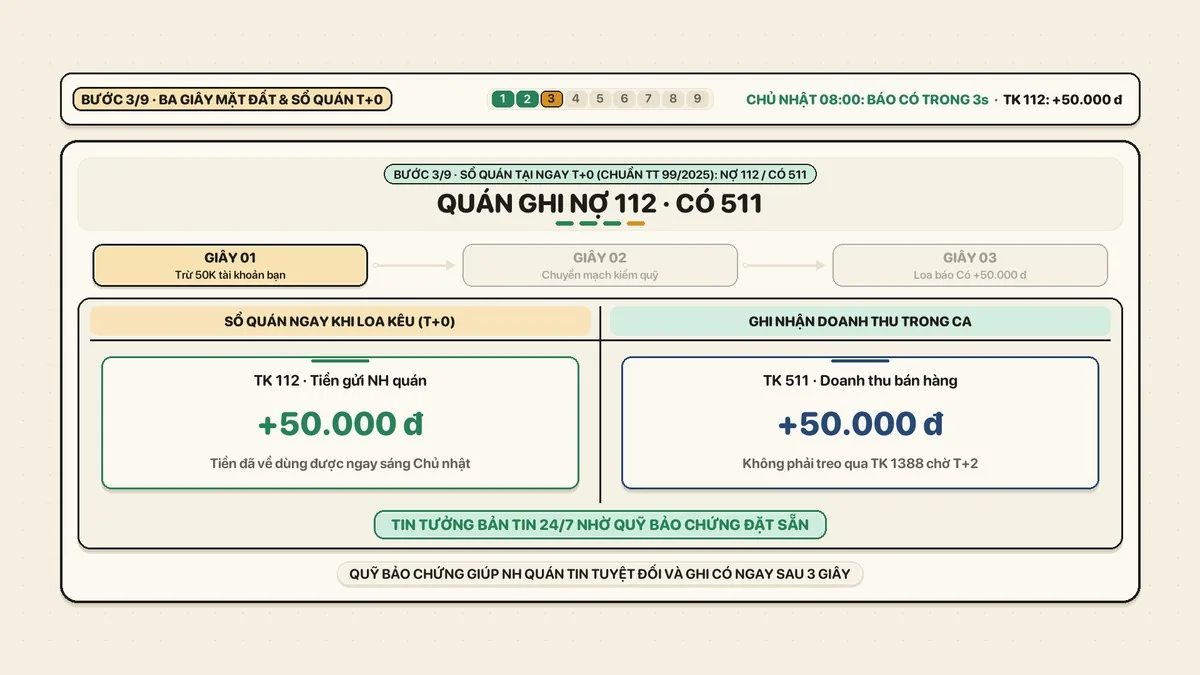 BƯỚC 3/9 · BA GIÂY MẶT ĐẤT & SỔ QUÁN T+0
1 2 3 4 5 6 7 8 9
CHỦ NHẬT 08:00: BÁO CÓ TRONG 3s · TK 112: +50.000 đ
BƯỚC 3/9 · SỔ QUÁN TẠI NGAY T+0 (CHUẨN TT 99/2025): NỢ 112 / CÓ 511
QUÁN GHI NỢ 112 · CÓ 511
GIÂY 01
Trừ 50K tài khoản bạn
GIÂY 02
Chuyển mạch kiểm quỹ
GIÂY 03
Loa báo Có +50.000 đ
SỔ QUÁN NGAY KHI LOA KÊU (T+0)
GHI NHẬN DOANH THU TRONG CA
TK 112 · Tiền gửi NH quán
+50.000 đ
Tiền đã về dùng được ngay sáng Chủ nhật
TK 511 · Doanh thu bán hàng
+50.000 đ
Không phải treo qua TK 1388 chờ T+2
TIN TƯỞNG BẢN TIN 24/7 NHỜ QUỸ BẢO CHỨNG ĐẶT SẴN
QUỸ BẢO CHỨNG GIÚP NH QUÁN TIN TUYỆT ĐỐI VÀ GHI CÓ NGAY SAU 3 GIÂY